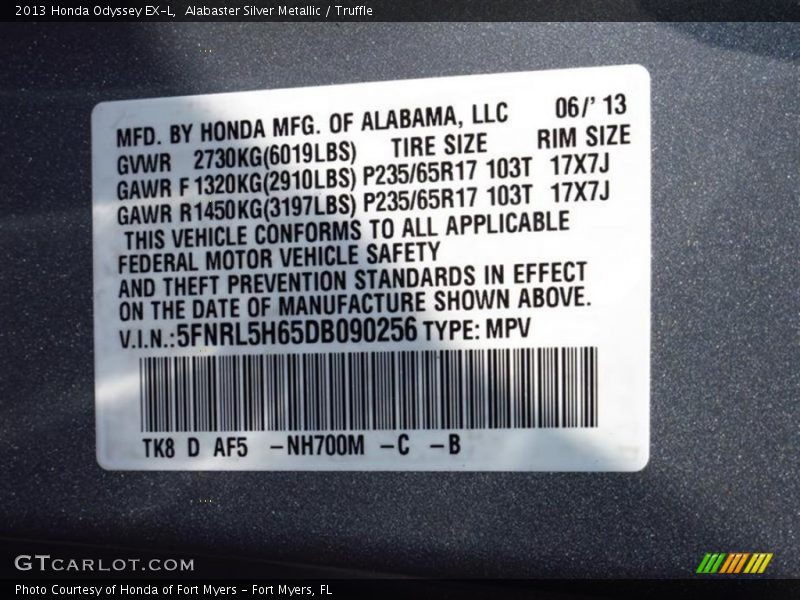 2013 Honda Odyssey EX-L,  Alabaster Silver Metallic / Truffle
MFD. BY HONDA MFG. OF ALABAMA, LLC 06/' 13
GVWR 2730KG(6019LBS) TIRE SIZE RIM SIZE
GAWR F 1320KG(2910LBS) P235/65R17 103T 17X7J
GAWR R 1450KG(3197LBS) P235/65R17 103T 17X7J
THIS VEHICLE CONFORMS TO ALL APPLICABLE
FEDERAL MOTOR VEHICLE SAFETY
AND THEFT PREVENTION STANDARDS IN EFFECT
ON THE DATE OF MANUFACTURE SHOWN ABOVE.
V.I.N.:5FNRL5H65DB090256 TYPE: MPV
TK8 D AF5 –NH700M –C –B
GTCARLOT.COM
Photo Courtesy of Honda of Fort Myers – Fort Myers, FL